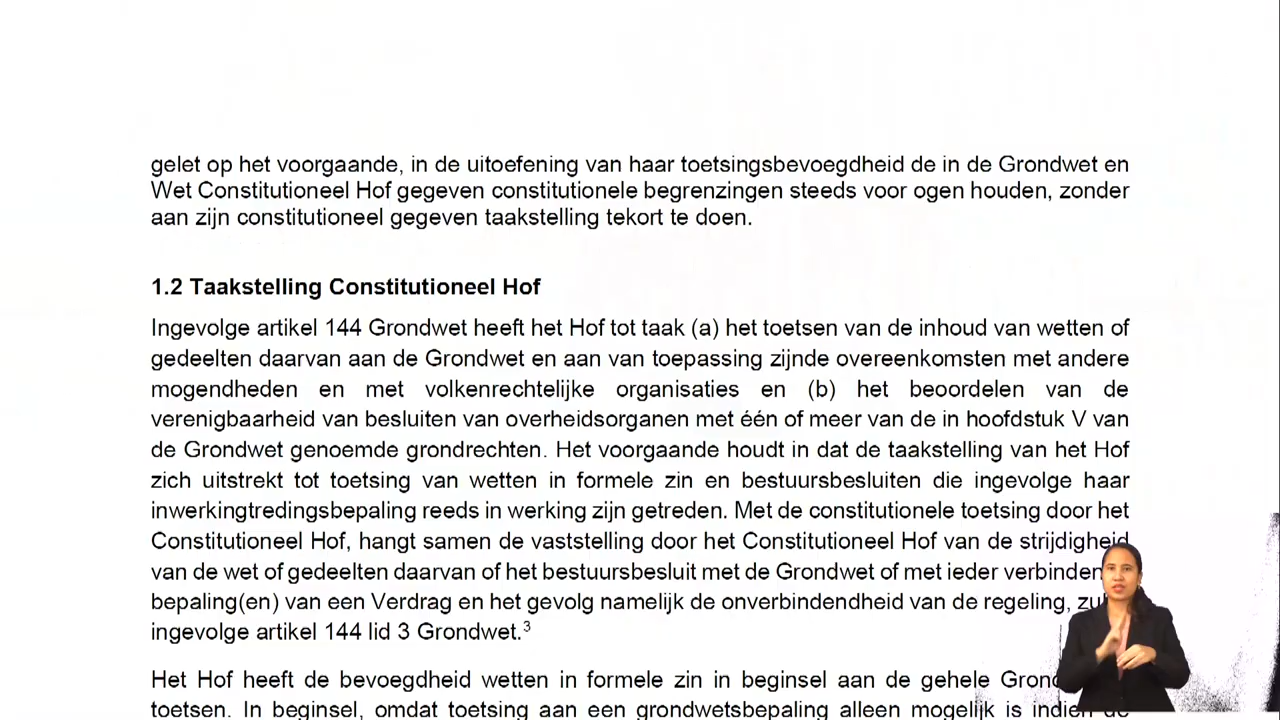 gelet op het voorgaande, in de uitoefening van haar toetsingsbevoegdheid de in de Grondwet en
Wet Constitutioneel Hof gegeven constitutionele begrenzingen steeds voor ogen houden, zonder
aan zijn constitutioneel gegeven taakstelling tekort te doen.
1.2 Taakstelling Constitutioneel Hof
Ingevolge artikel 144 Grondwet heeft het Hof tot taak (a) het toetsen van de inhoud van wetten of
gedeelten daarvan aan de Grondwet en aan van toepassing zijnde overeenkomsten met andere
mogendheden en met volkenrechtelijke organisaties en (b) het beoordelen van de
verenigbaarheid van besluiten van overheidsorganen met één of meer van de in hoofdstuk V van
de Grondwet genoemde grondrechten. Het voorgaande houdt in dat de taakstelling van het Hof
zich uitstrekt tot toetsing van wetten in formele zin en bestuursbesluiten die ingevolge haar
inwerkingtredingsbepaling reeds in werking zijn getreden. Met de constitutionele toetsing door het
Constitutioneel Hof, hangt samen de vaststelling door het Constitutioneel Hof van de strijdigheid
van de wet of gedeelten daarvan of het bestuursbesluit met de Grondwet of met ieder
bepaling(en) van een Verdrag en het gevolg namelijk de onverbindendheid van de regeling,
ingevolge artikel 144 lid 3 Grondwet.³
Het Hof heeft de bevoegdheid wetten in formele zin in beginsel aan de gehele
toetsen. In beginsel, omdat toetsing aan een grondwetsbepaling alleen mogelijk is